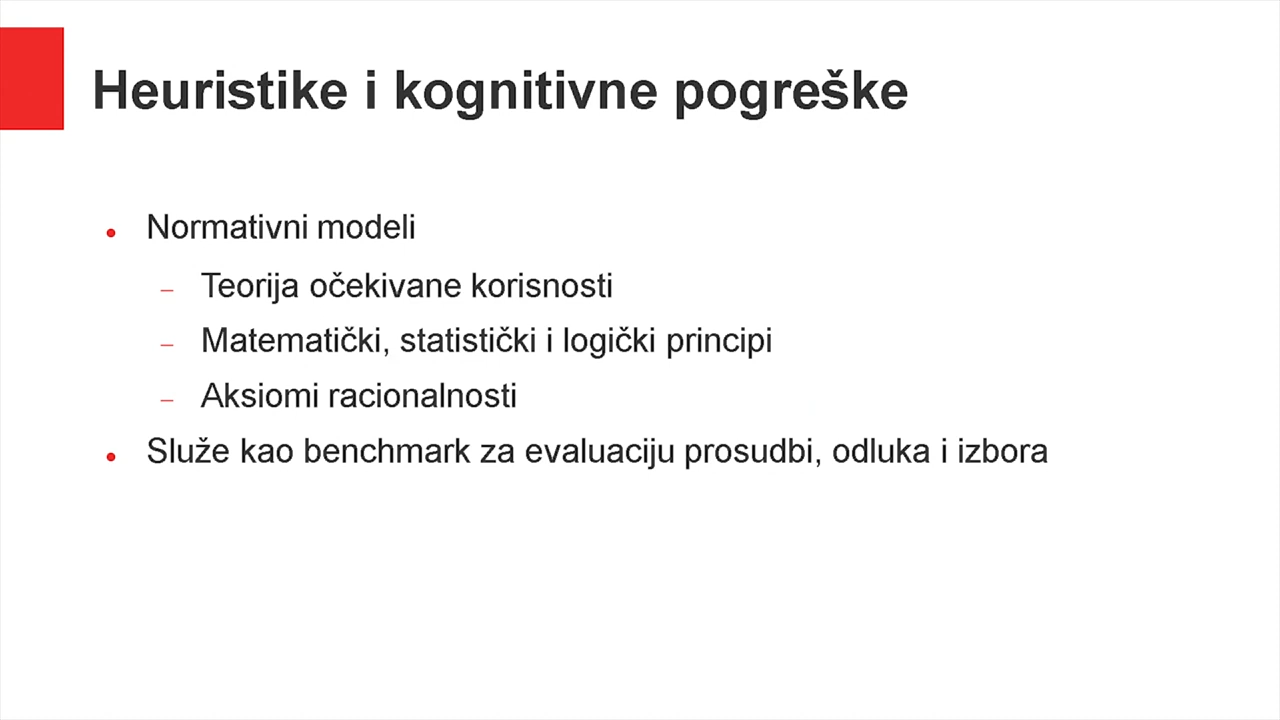 Heuristike i kognitivne pogreške
Normativni modeli
Teorija očekivane korisnosti
Matematički, statistički i logički principi
Aksiomi racionalnosti
Služe kao benchmark za evaluaciju prosudbi, odluka i izbora